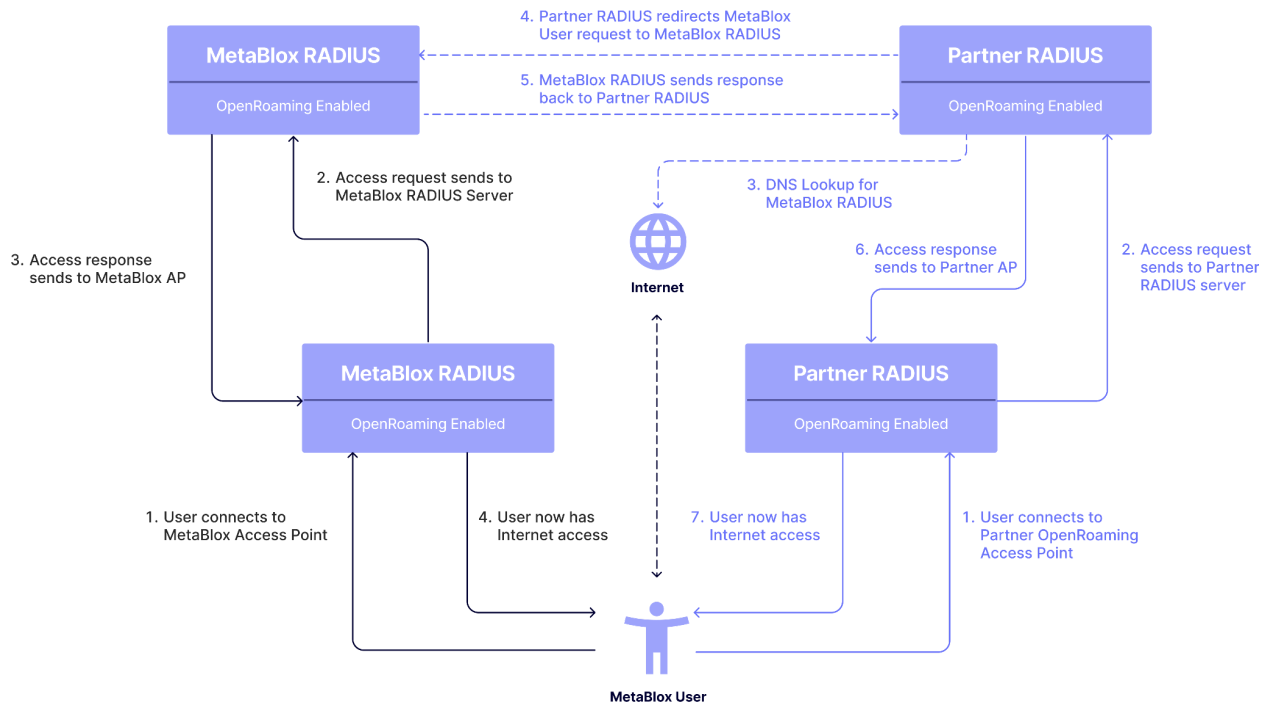 4. Partner RADIUS redirects MetaBlox
User request to MetaBlox RADIUS
MetaBlox RADIUS
OpenRoaming Enabled
Partner RADIUS
OpenRoaming Enabled
5. MetaBlox RADIUS sends response
back to Partner RADIUS
2. Access request sends to
MetaBlox RADIUS Server
3. DNS Lookup for
MetaBlox RADIUS
3. Access response
sends to MetaBlox AP
Internet
6. Access response
sends to Partner AP
2. Access request
sends to Partner
RADIUS server
MetaBlox RADIUS
OpenRoaming Enabled
Partner RADIUS
OpenRoaming Enabled
1. User connects to
MetaBlox Access Point
4. User now has
Internet access
7. User now has
Internet access
1. User connects to
Partner OpenRoaming
Access Point
MetaBlox User